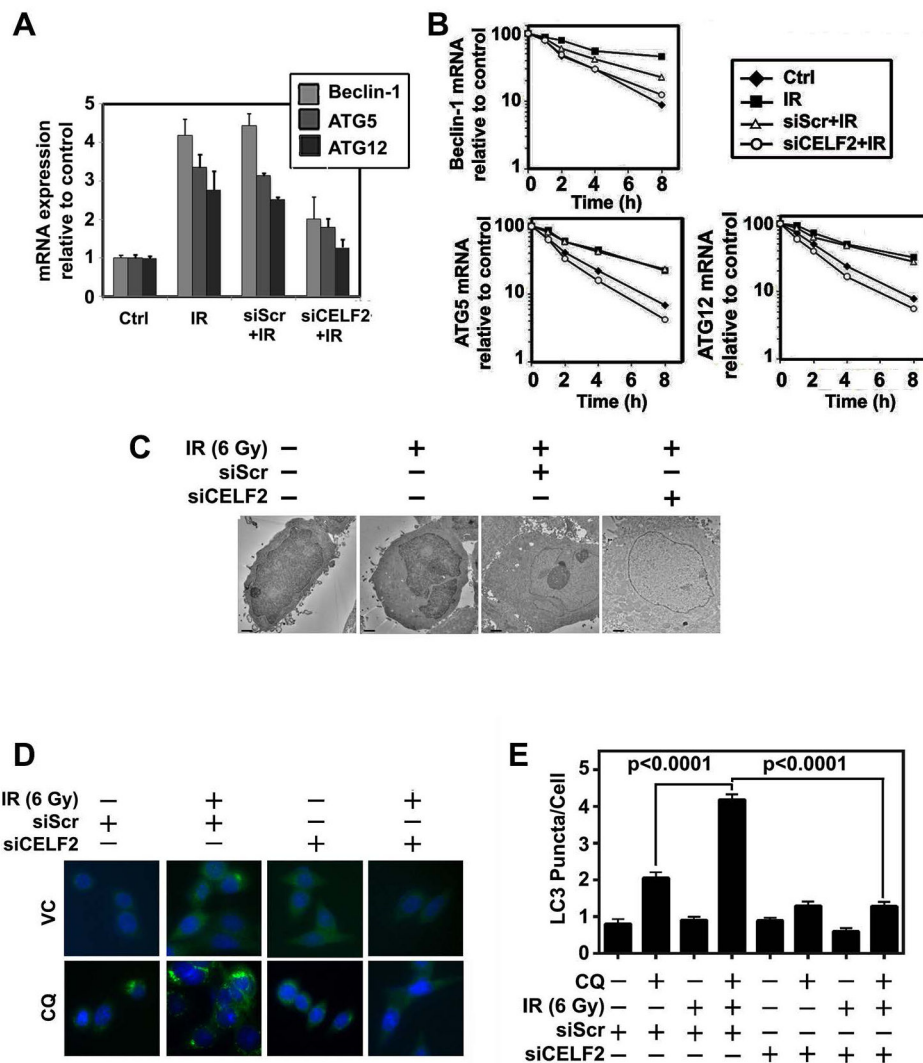 A
mRNA expression
relative to control
5
4
3
2
1
0
Beclin-1
ATG5
ATG12
Ctrl
IR
siScr
+IR
siCELF2
+IR
B
Beclin-1 mRNA
relative to control
100
10
1
0 2 4 6 8
Time (h)
Ctrl
IR
siScr+IR
siCELF2+IR
ATG5 mRNA
relative to control
100
10
1
0 2 4 6 8
Time (h)
ATG12 mRNA
relative to control
100
10
1
0 2 4 6 8
Time (h)
C
IR (6 Gy) − + + +
siScr − − + −
siCELF2 − − − +
D
IR (6 Gy) − + − +
siScr + + − −
siCELF2 − − + +
VC
CQ
E
LC3 Puncta/Cell
5
4
3
2
1
0
p<0.0001
p<0.0001
CQ − + − + − + − +
IR (6 Gy) − − + + − − + +
siScr + + + + − − − −
siCELF2 − − − − + + + +